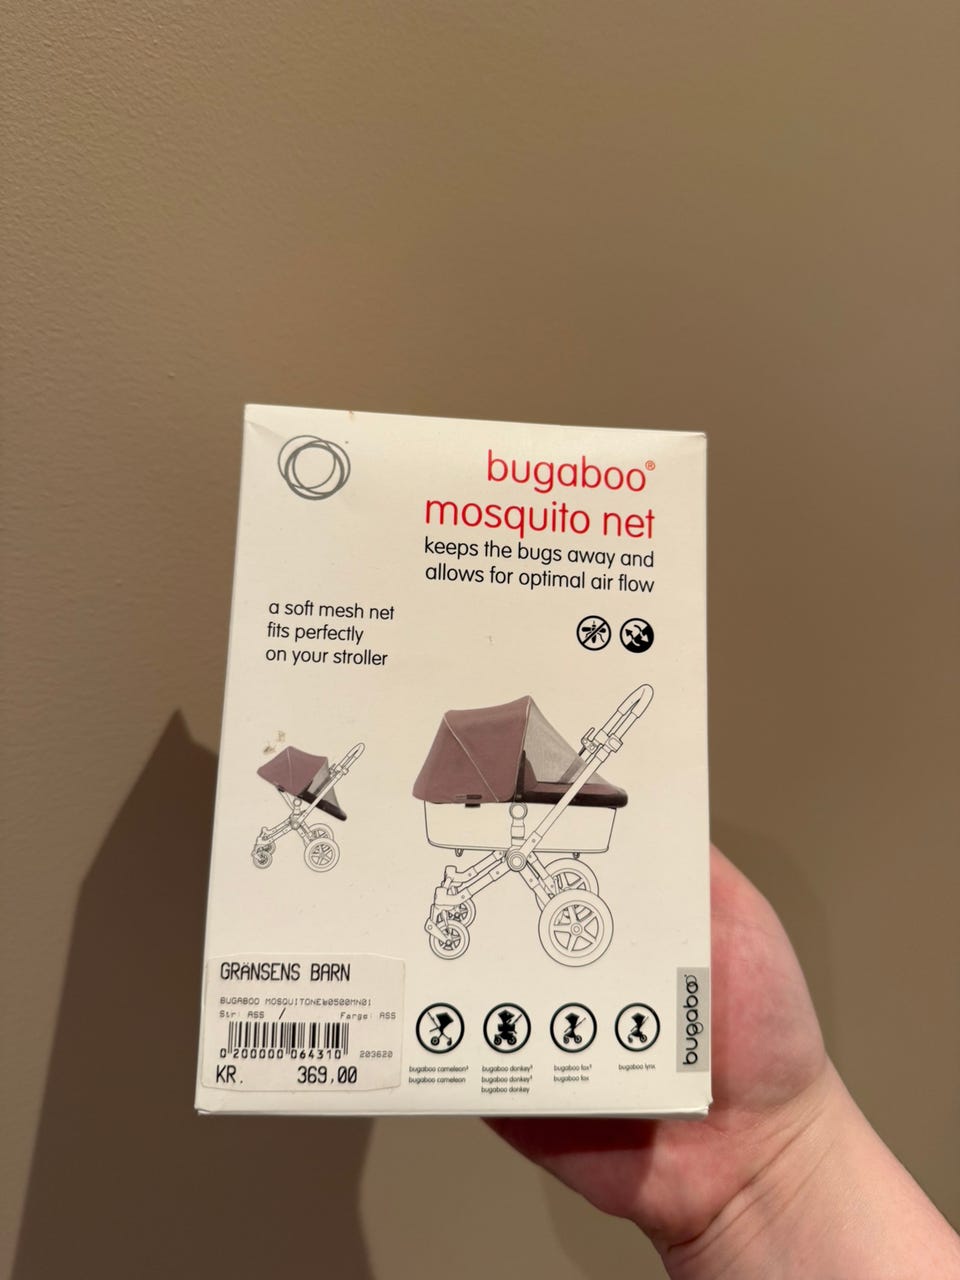 bugaboo®
mosquito net
keeps the bugs away and
allows for optimal air flow
a soft mesh net
fits perfectly
on your stroller
GRÄNSENS BARN
BUGABOO MOSQUITONE
Str: ASS / Farge: ASS
0 200000 064310 203620
KR. 369,00
bugaboo cameleon³
bugaboo cameleon
bugaboo donkey³
bugaboo donkey²
bugaboo donkey
bugaboo fox²
bugaboo fox
bugaboo lynx
bugaboo